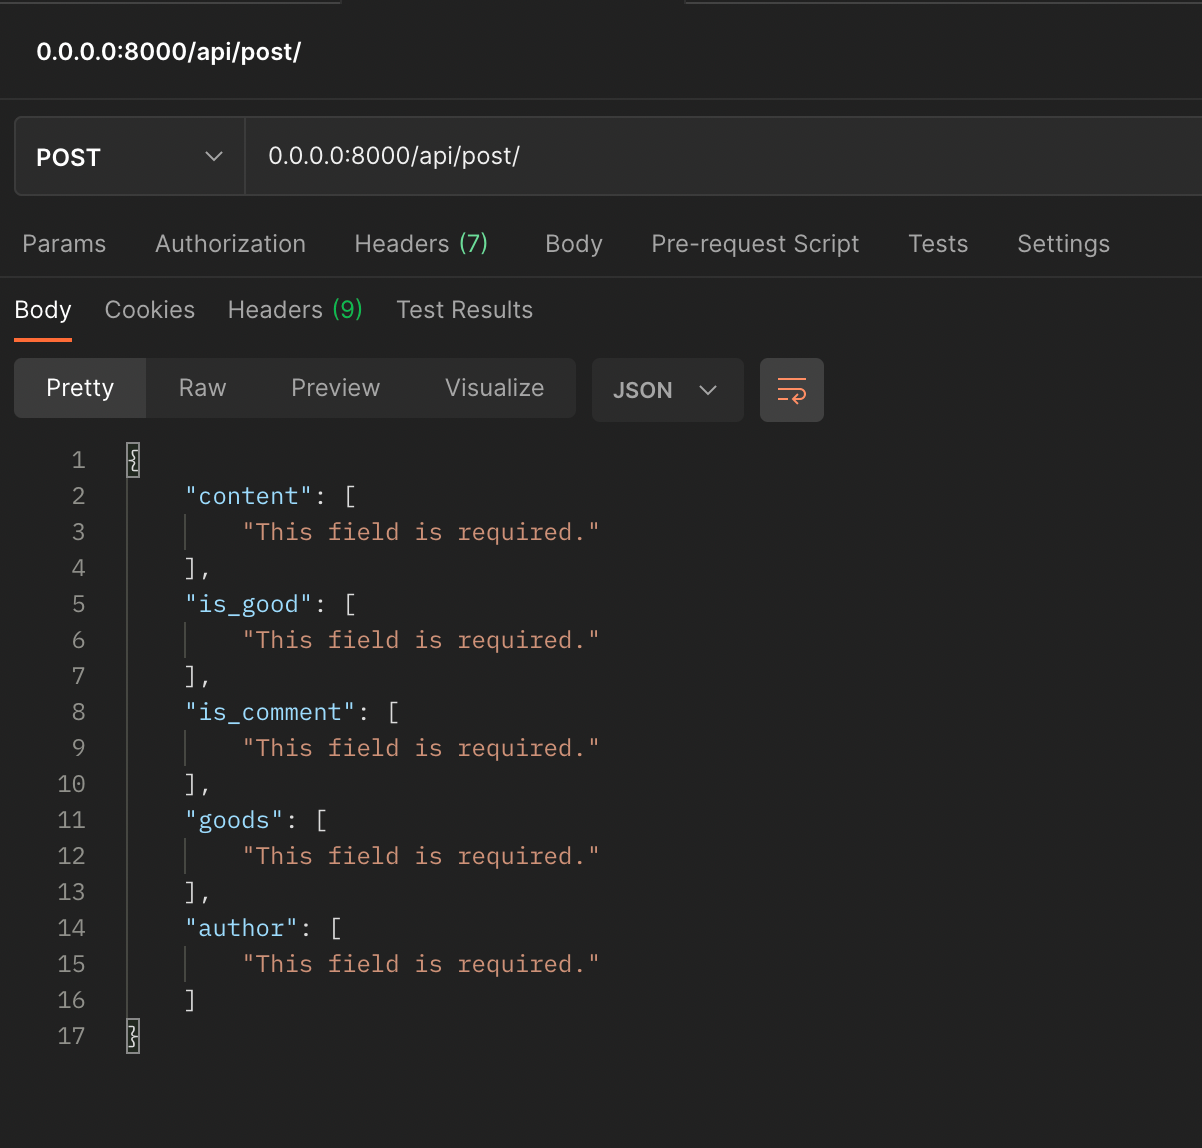 0.0.0.0:8000/api/post/
POST 0.0.0.0:8000/api/post/
Params Authorization Headers (7) Body Pre-request Script Tests Settings
Body Cookies Headers (9) Test Results
Pretty Raw Preview Visualize JSON
1 {
2 "content": [
3 "This field is required."
4 ],
5 "is_good": [
6 "This field is required."
7 ],
8 "is_comment": [
9 "This field is required."
10 ],
11 "goods": [
12 "This field is required."
13 ],
14 "author": [
15 "This field is required."
16 ]
17 }